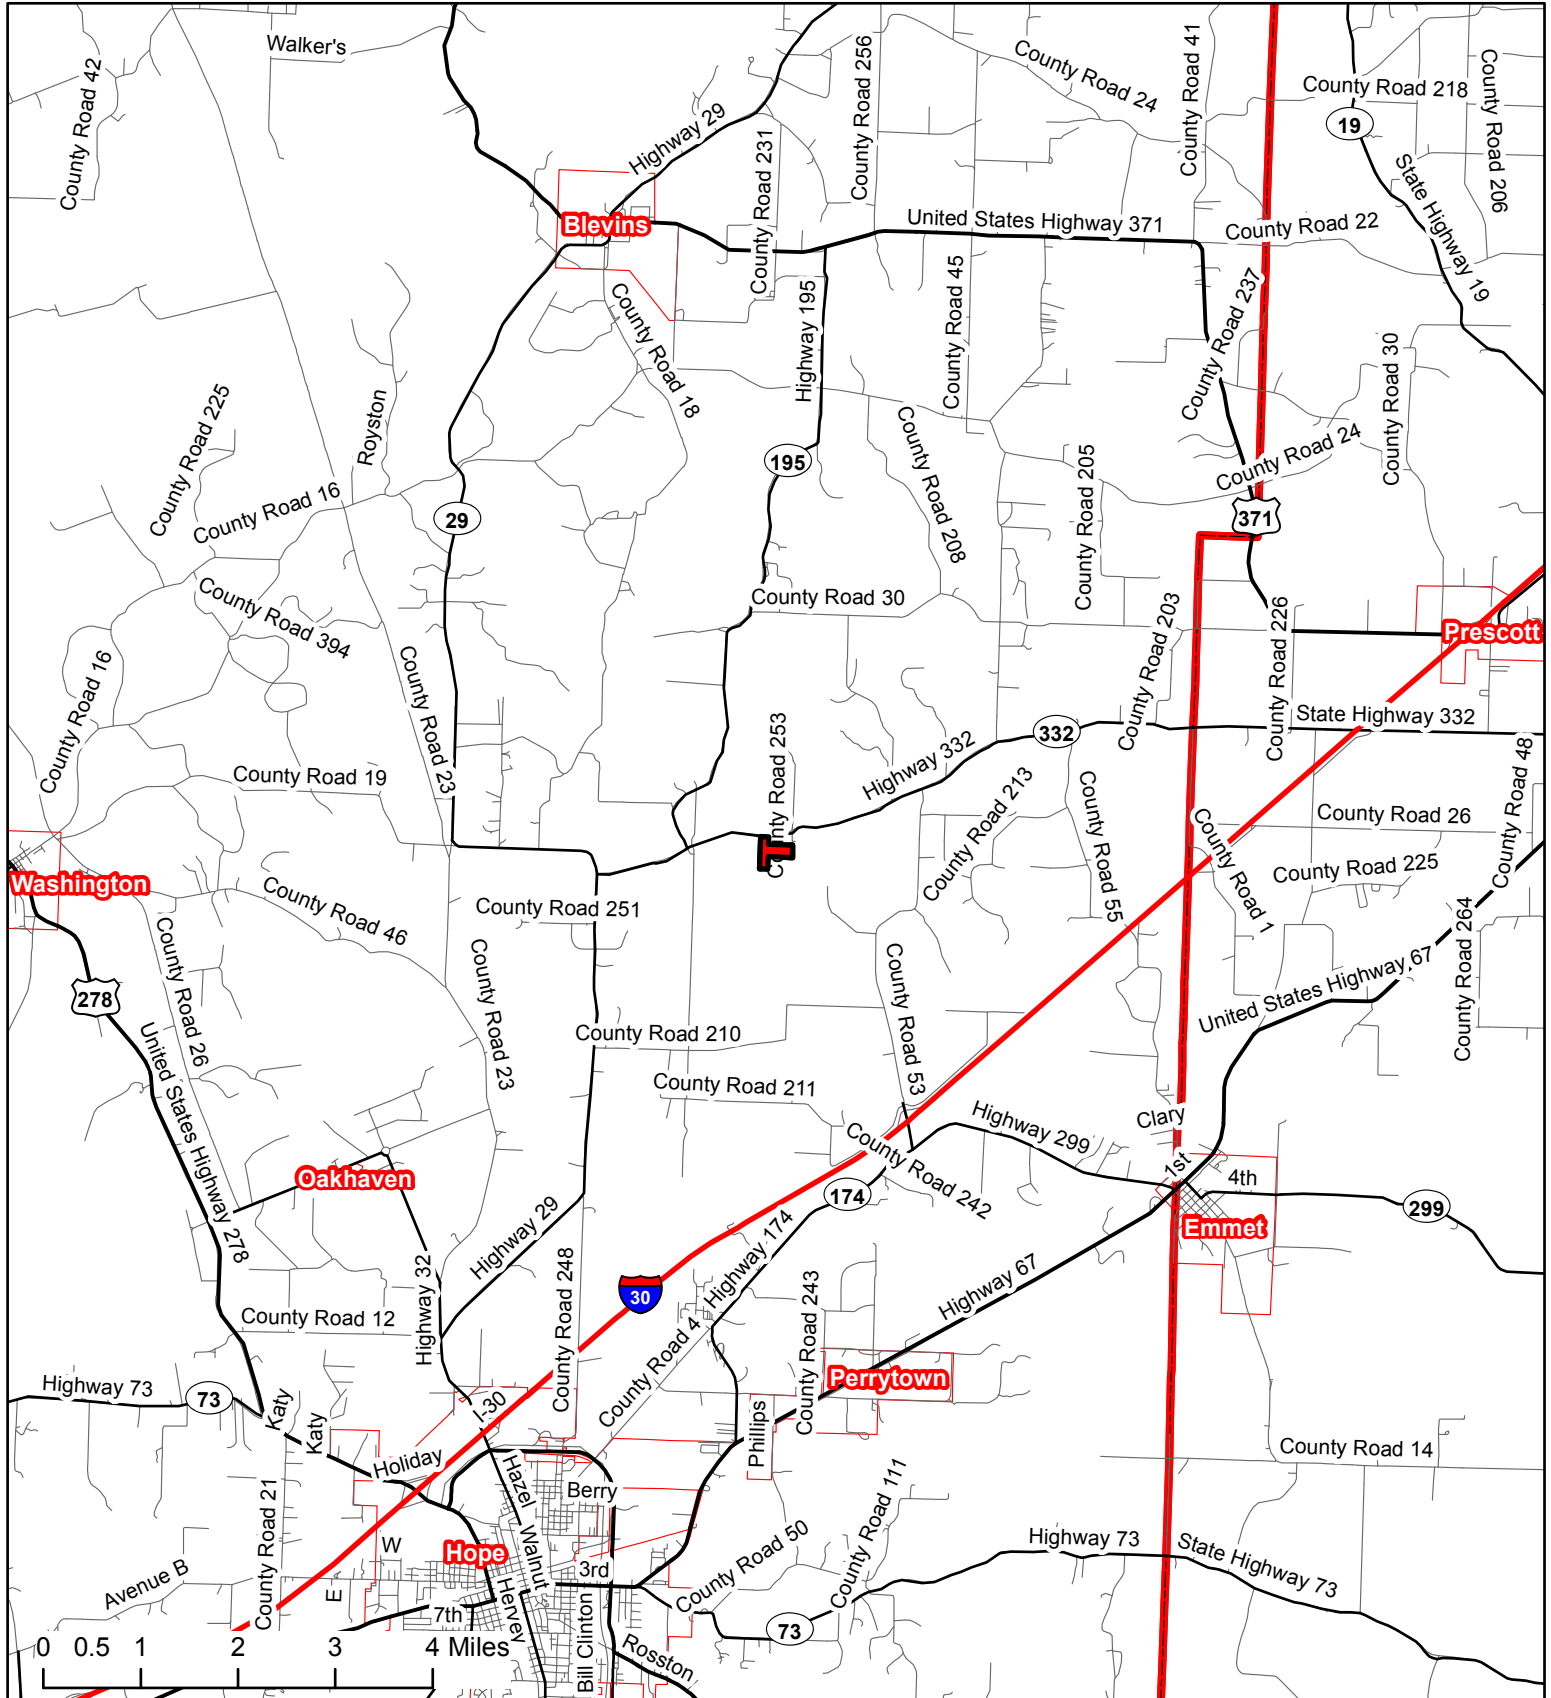 Walker's
County Road 42
Highway 29
County Road 231
County Road 256
County Road 24
County Road 41
County Road 218
19
County Road 206
State Highway 19
Blevins
United States Highway 371
County Road 22
County Road 45
County Road 237
Highway 195
County Road 18
County Road 30
County Road 225
Royston
County Road 16
29
195
County Road 208
County Road 205
County Road 24
371
County Road 394
County Road 30
County Road 203
County Road 226
Prescott
County Road 16
County Road 23
County Road 253
332
State Highway 332
Highway 332
County Road 19
County Road 213
County Road 55
County Road 1
County Road 26
County Road 48
County Road 225
Washington
County Road 46
County Road 251
County Road 264
United States Highway 67
278
County Road 26
County Road 23
County Road 53
County Road 210
United States Highway 278
County Road 211
Highway 299
Clary
1st
4th
County Road 242
Oakhaven
174
299
Emmet
Highway 29
Highway 32
County Road 248
30
Highway 174
County Road 243
Highway 67
County Road 12
County Road 4
Perrytown
Highway 73
73
Katy
Katy
I-30
Phillips
Holiday
Hazel
Berry
County Road 14
County Road 21
County Road 111
County Road 50
Highway 73
State Highway 73
W
E
Hope
Walnut
3rd
Avenue B
7th
Hervey
Bill Clinton
73
Rosston
0 0.5 1 2 3 4 Miles